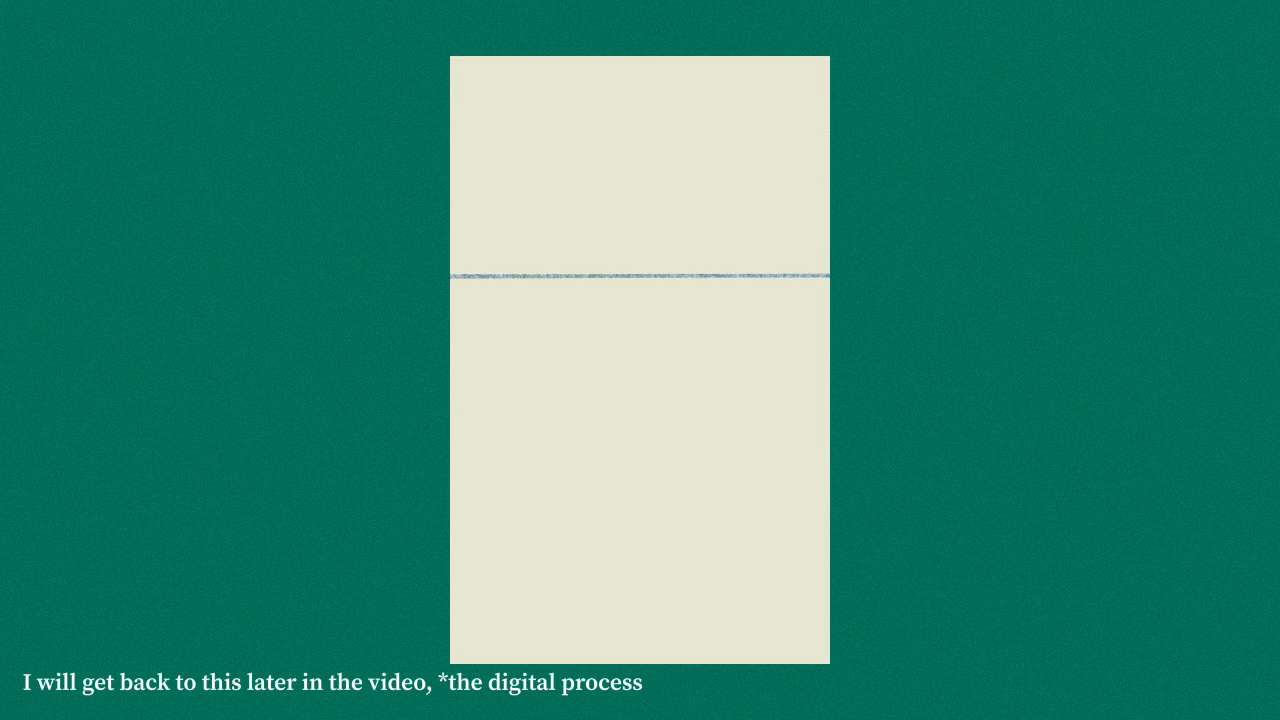 I will get back to this later in the video, *the digital process